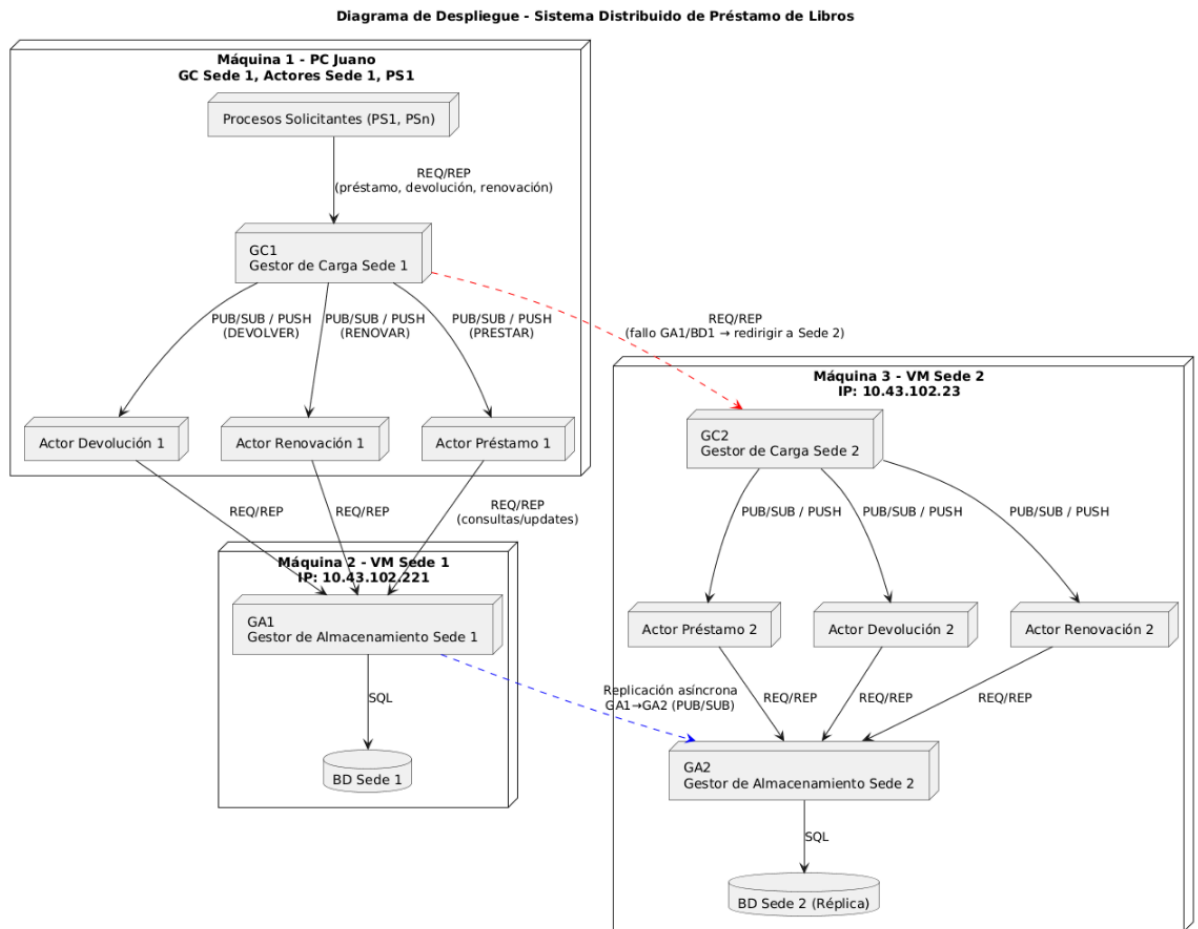 Diagrama de Despliegue - Sistema Distribuido de Préstamo de Libros
Máquina 1 - PC Juano
GC Sede 1, Actores Sede 1, PS1
Procesos Solicitantes (PS1, PSn)
REQ/REP
(préstamo, devolución, renovación)
GC1
Gestor de Carga Sede 1
PUB/SUB / PUSH
(DEVOLVER)
PUB/SUB / PUSH
(RENOVAR)
PUB/SUB / PUSH
(PRESTAR)
REQ/REP
(fallo GA1/BD1 → redirigir a Sede 2)
Actor Devolución 1
Actor Renovación 1
Actor Préstamo 1
REQ/REP
REQ/REP
REQ/REP
(consultas/updates)
Máquina 2 - VM Sede 1
IP: 10.43.102.221
GA1
Gestor de Almacenamiento Sede 1
SQL
BD Sede 1
Replicación asíncrona
GA1→GA2 (PUB/SUB)
Máquina 3 - VM Sede 2
IP: 10.43.102.23
GC2
Gestor de Carga Sede 2
PUB/SUB / PUSH
PUB/SUB / PUSH
PUB/SUB / PUSH
Actor Préstamo 2
Actor Devolución 2
Actor Renovación 2
REQ/REP
REQ/REP
REQ/REP
GA2
Gestor de Almacenamiento Sede 2
SQL
BD Sede 2 (Réplica)